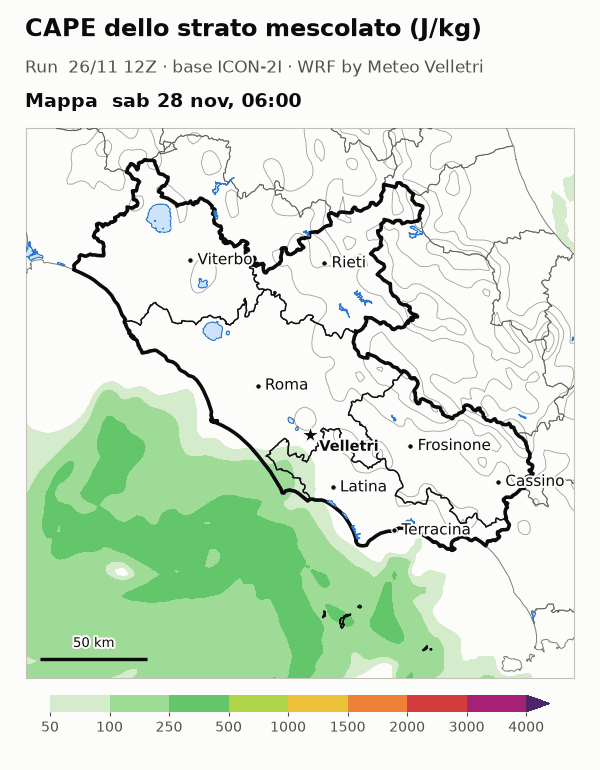 CAPE dello strato mescolato (J/kg)
Run  26/11 12Z · base ICON-2I · WRF by Meteo Velletri
Mappa  sab 28 nov, 06:00
Viterbo
Rieti
Roma
Velletri
Frosinone
Latina
Cassino
Terracina
50 km
50 100 250 500 1000 1500 2000 3000 4000